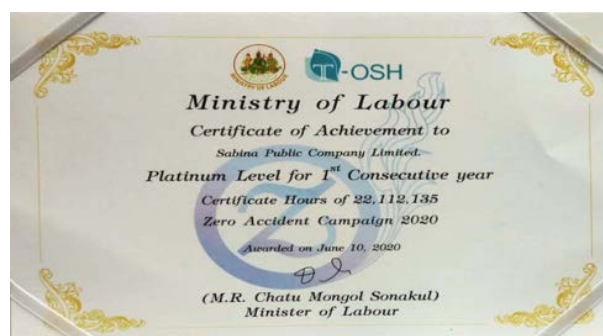 MINISTRY OF LABOUR
T-OSH
Ministry of Labour
Certificate of Achievement to
Sabina Public Company Limited.
Platinum Level for 1st Consecutive year
Certificate Hours of 22,112,135
Zero Accident Campaign 2020
Awarded on June 10, 2020
(M.R. Chatu Mongol Sonakul)
Minister of Labour